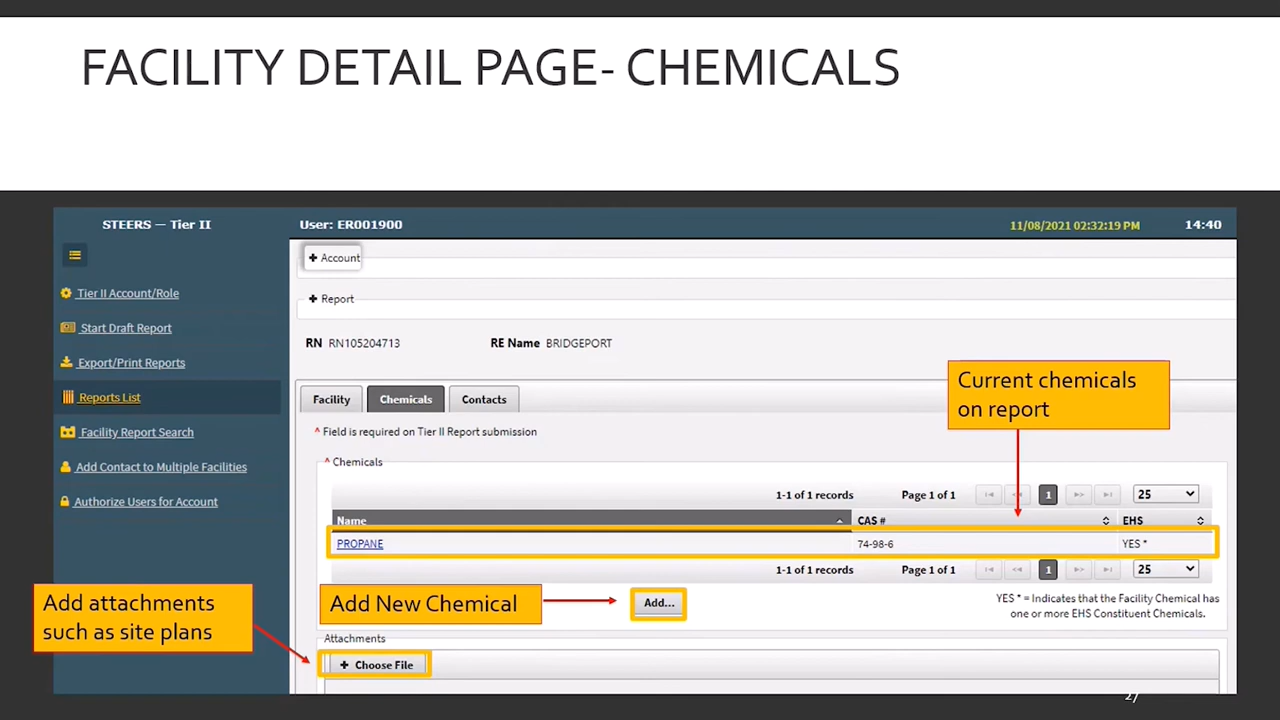 FACILITY DETAIL PAGE- CHEMICALS
STEERS — Tier II
User: ER001900
11/08/2021 02:32:19 PM
14:40
Tier II Account/Role
Start Draft Report
Export/Print Reports
Reports List
Facility Report Search
Add Contact to Multiple Facilities
Authorize Users for Account
+ Account
+ Report
RN RN105204713
RE Name BRIDGEPORT
Facility
Chemicals
Contacts
Current chemicals
on report
^ Field is required on Tier II Report submission
^ Chemicals
1-1 of 1 records
Page 1 of 1
1
25
Name
CAS #
EHS
PROPANE
74-98-6
YES *
1-1 of 1 records
Page 1 of 1
1
25
Add New Chemical
Add...
YES * = Indicates that the Facility Chemical has
one or more EHS Constituent Chemicals.
Add attachments
such as site plans
Attachments
+ Choose File
27